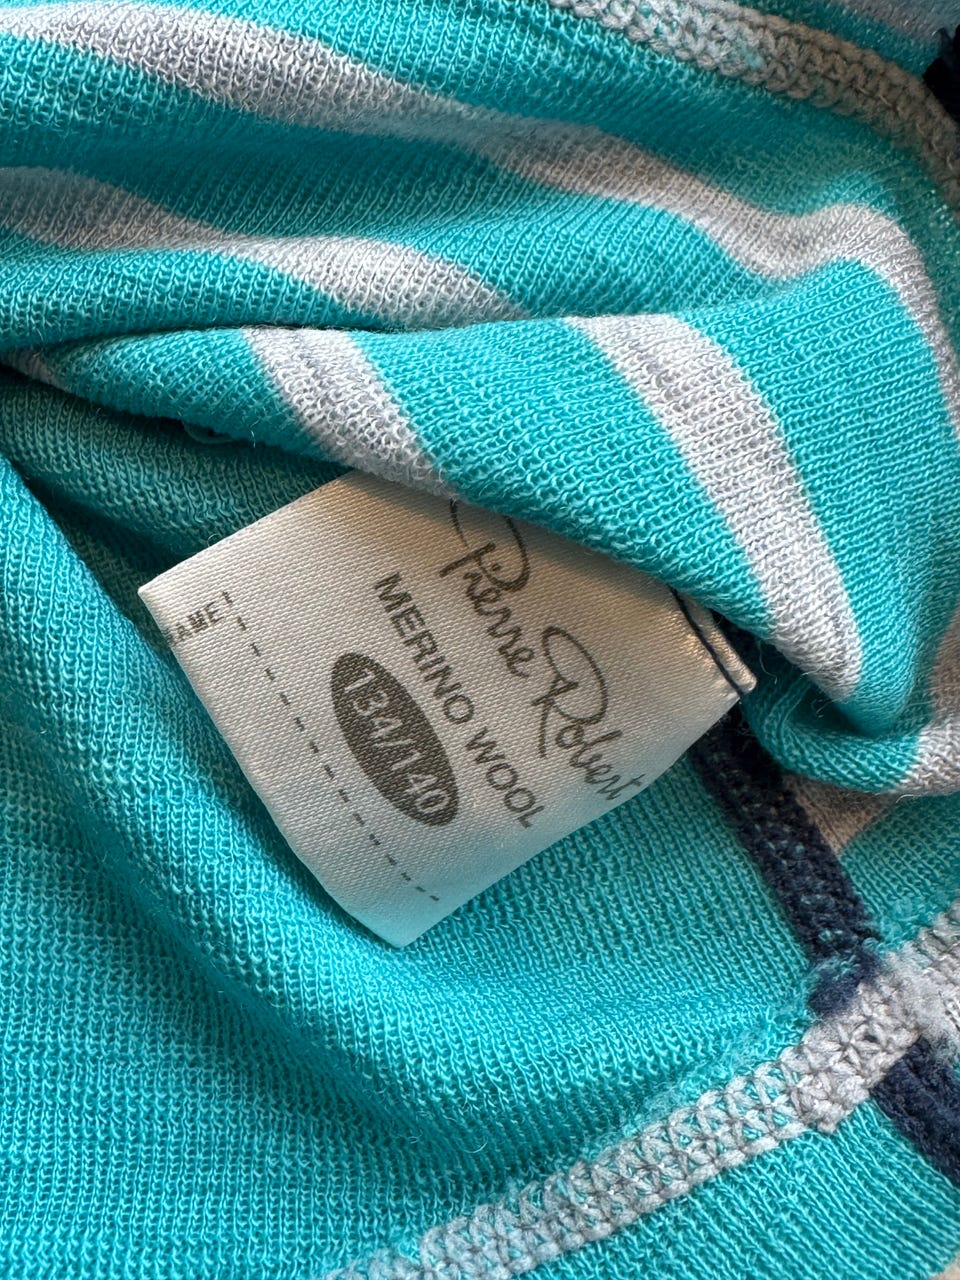 Pierre Robert
MERINO WOOL
134/140
NAME